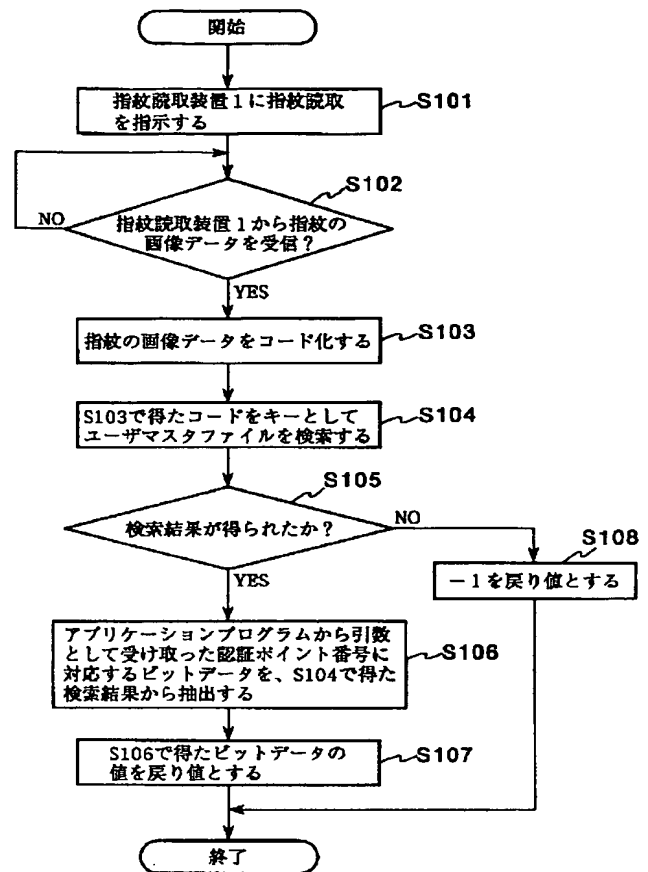 開始
指紋読取装置１に指紋読取
を指示する
S101
S102
NO
指紋読取装置１から指紋の
画像データを受信？
YES
指紋の画像データをコード化する
S103
S103で得たコードをキーとして
ユーザマスタファイルを検索する
S104
S105
検索結果が得られたか？
NO
YES
S108
－１を戻り値とする
アプリケーションプログラムから引数
として受け取った認証ポイント番号に
対応するビットデータを、S104で得た
検索結果から抽出する
S106
S106で得たビットデータの
値を戻り値とする
S107
終了